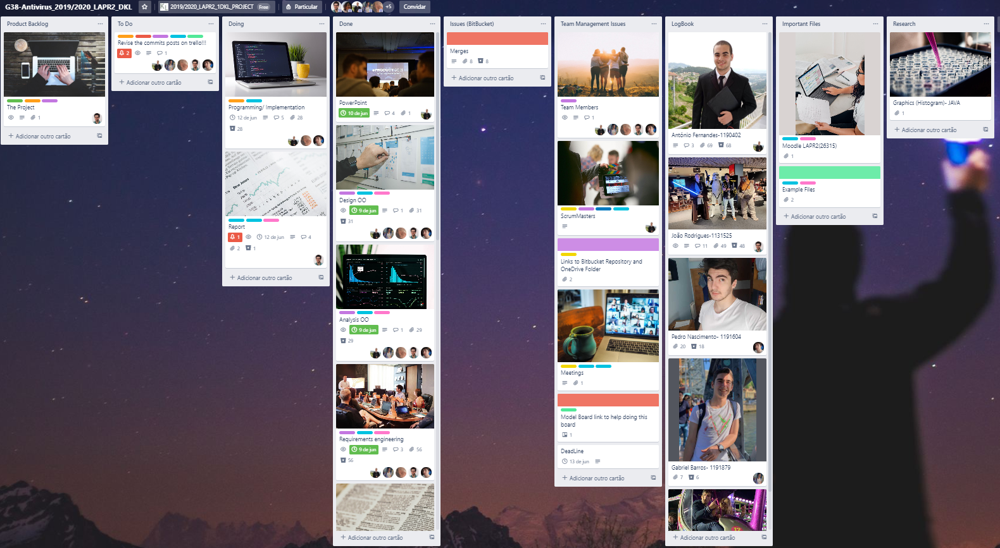 G38-Antivirus_2019/2020_LAPR2_DKL
2019/2020_LAPR2_1DKL_PROJECT Free
Particular
+5
Convidar
Product Backlog
The Project
1
+ Adicionar outro cartão
To Do
Revise the commits posts on trello!!!
2 1
+ Adicionar outro cartão
Doing
Programming/ Implementation
12 de jun 5 28
28
Dow Jones
Report
1 12 de jun 4
2 1
+ Adicionar outro cartão
Done
PowerPoint
10 de jun 4 1
Design OO
9 de jun 1 31
31
Analysis OO
9 de jun 1 29
29
Requirements engineering
9 de jun 3 56
56
+ Adicionar outro cartão
Issues (BitBucket)
Merges
8 8
+ Adicionar outro cartão
Team Management Issues
Team Members
1
ScrumMasters
Links to Bitbucket Repository and
OneDrive Folder
2
Meetings
1
Model Board link to help doing this
board
1
DeadLine
13 de jun
+ Adicionar outro cartão
LogBook
António Fernandes-1190402
3 69 68
João Rodrigues-1131525
11 49 48
Pedro Nascimento- 1191604
20 18
Gabriel Barros- 1191879
7 6
+ Adicionar outro cartão
Important Files
Moodle LAPR2(26315)
1
Example Files
2
+ Adicionar outro cartão
Research
Graphics (Histogram)- JAVA
1
+ Adicionar outro cartão